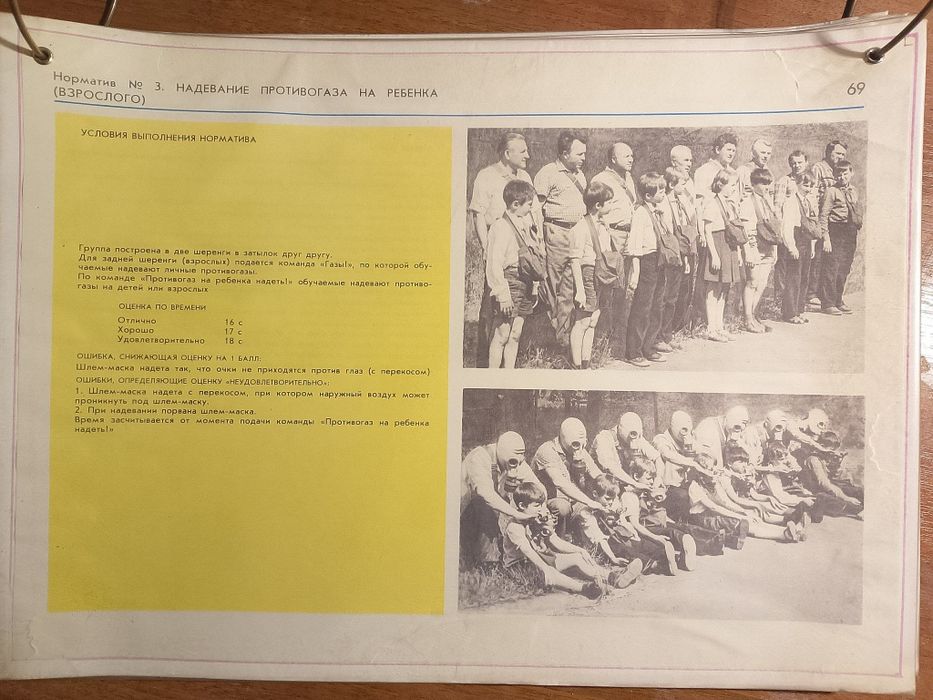 Норматив № 3. НАДЕВАНИЕ ПРОТИВОГАЗА НА РЕБЕНКА
(ВЗРОСЛОГО)
69
УСЛОВИЯ ВЫПОЛНЕНИЯ НОРМАТИВА
Группа построена в две шеренги в затылок друг другу.
Для задней шеренги (взрослых) подается команда «Газы!», по которой обу-
чаемые надевают личные противогазы.
По команде «Противогаз на ребенка надеть!» обучаемые надевают противо-
газы на детей или взрослых
ОЦЕНКА ПО ВРЕМЕНИ
Отлично 16 с
Хорошо 17 с
Удовлетворительно 18 с
ОШИБКА, СНИЖАЮЩАЯ ОЦЕНКУ НА 1 БАЛЛ:
Шлем-маска надета так, что очки не приходятся против глаз (с перекосом)
ОШИБКИ, ОПРЕДЕЛЯЮЩИЕ ОЦЕНКУ «НЕУДОВЛЕТВОРИТЕЛЬНО»:
1. Шлем-маска надета с перекосом, при котором наружный воздух может
проникнуть под шлем-маску.
2. При надевании порвана шлем-маска.
Время засчитывается от момента подачи команды «Противогаз на ребенка
надеть!»